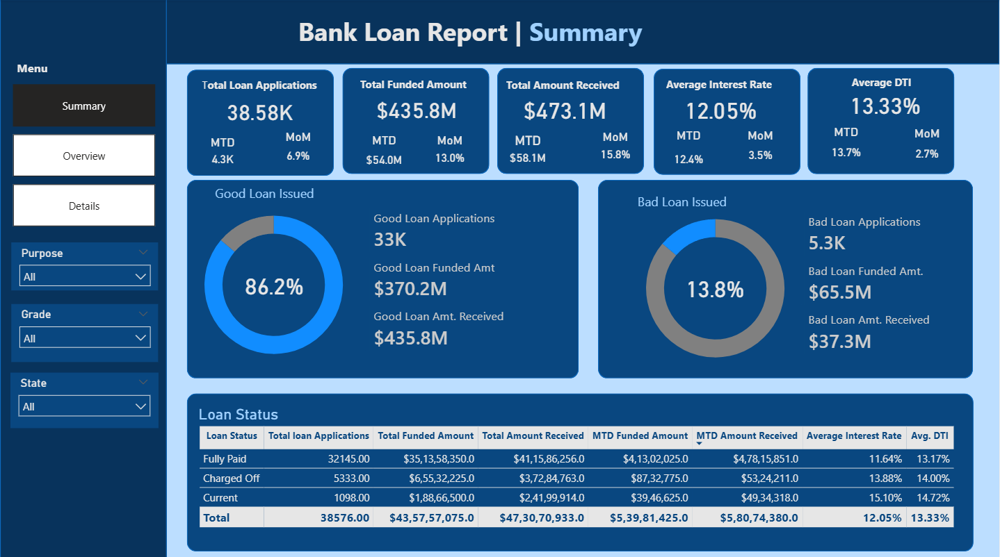 Bank Loan Report | Summary
Menu
Summary
Overview
Details
Purpose
All
Grade
All
State
All
Total Loan Applications
38.58K
MTD
4.3K
MoM
6.9%
Total Funded Amount
$435.8M
MTD
$54.0M
MoM
13.0%
Total Amount Received
$473.1M
MTD
$58.1M
MoM
15.8%
Average Interest Rate
12.05%
MTD
12.4%
MoM
3.5%
Average DTI
13.33%
MTD
13.7%
MoM
2.7%
Good Loan Issued
86.2%
Good Loan Applications
33K
Good Loan Funded Amt
$370.2M
Good Loan Amt. Received
$435.8M
Bad Loan Issued
13.8%
Bad Loan Applications
5.3K
Bad Loan Funded Amt.
$65.5M
Bad Loan Amt. Received
$37.3M
Loan Status
Loan Status Total loan Applications Total Funded Amount Total Amount Received MTD Funded Amount MTD Amount Received Average Interest Rate Avg. DTI
Fully Paid 32145.00 $35,13,58,350.0 $41,15,86,256.0 $4,13,02,025.0 $4,78,15,851.0 11.64% 13.17%
Charged Off 5333.00 $6,55,32,225.0 $3,72,84,763.0 $87,32,775.0 $53,24,211.0 13.88% 14.00%
Current 1098.00 $1,88,66,500.0 $2,41,99,914.0 $39,46,625.0 $49,34,318.0 15.10% 14.72%
Total 38576.00 $43,57,57,075.0 $47,30,70,933.0 $5,39,81,425.0 $5,80,74,380.0 12.05% 13.33%